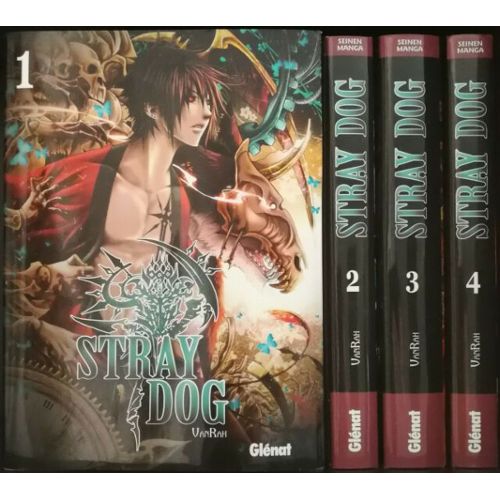 1
STRAY
DOG
VANRAH
Glénat
SEINEN
MANGA
STRAY DOG
2
VANRAH
Glénat
SEINEN
MANGA
STRAY DOG
3
VANRAH
Glénat
SEINEN
MANGA
STRAY DOG
4
VANRAH
Glénat